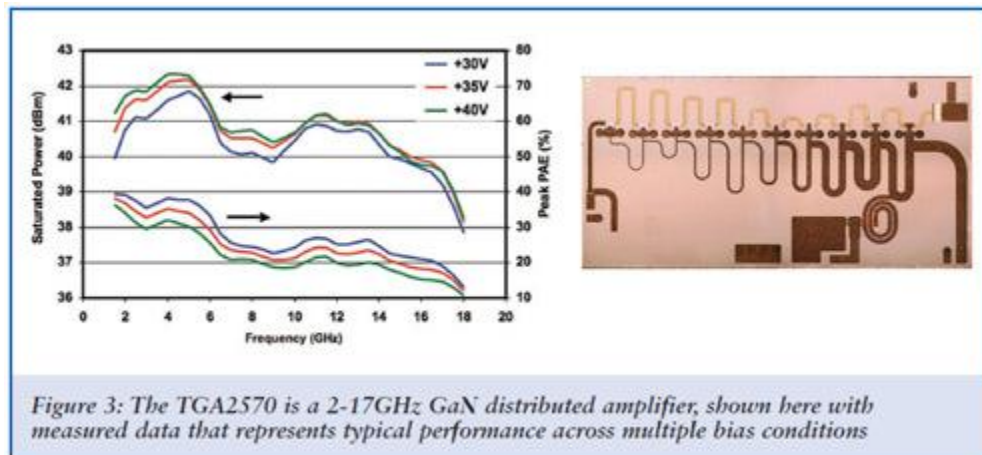 43
42
41
40
39
38
37
36
Saturated Power (dBm)
80
70
60
50
40
30
20
10
Peak PAE (%)
+30V
+35V
+40V
0 2 4 6 8 10 12 14 16 18 20
Frequency (GHz)
Figure 3: The TGA2570 is a 2-17GHz GaN distributed amplifier, shown here with
measured data that represents typical performance across multiple bias conditions